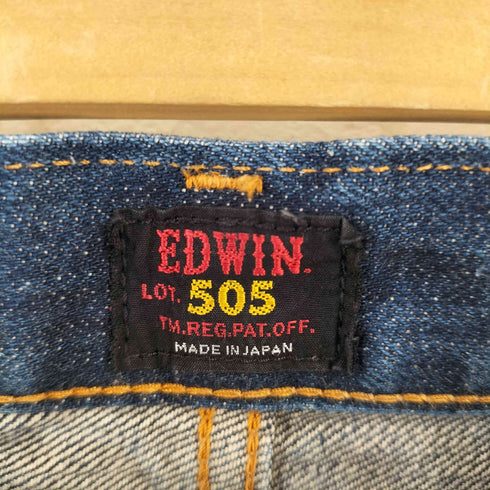 EDWIN.
LOT. 505
TM.REG.PAT.OFF.
MADE IN JAPAN